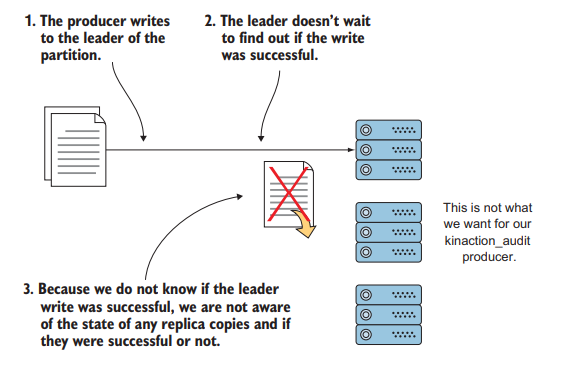 1. The producer writes
to the leader of the
partition.
2. The leader doesn't wait
to find out if the write
was successful.
This is not what
we want for our
kinaction_audit
producer.
3. Because we do not know if the leader
write was successful, we are not aware
of the state of any replica copies and if
they were successful or not.